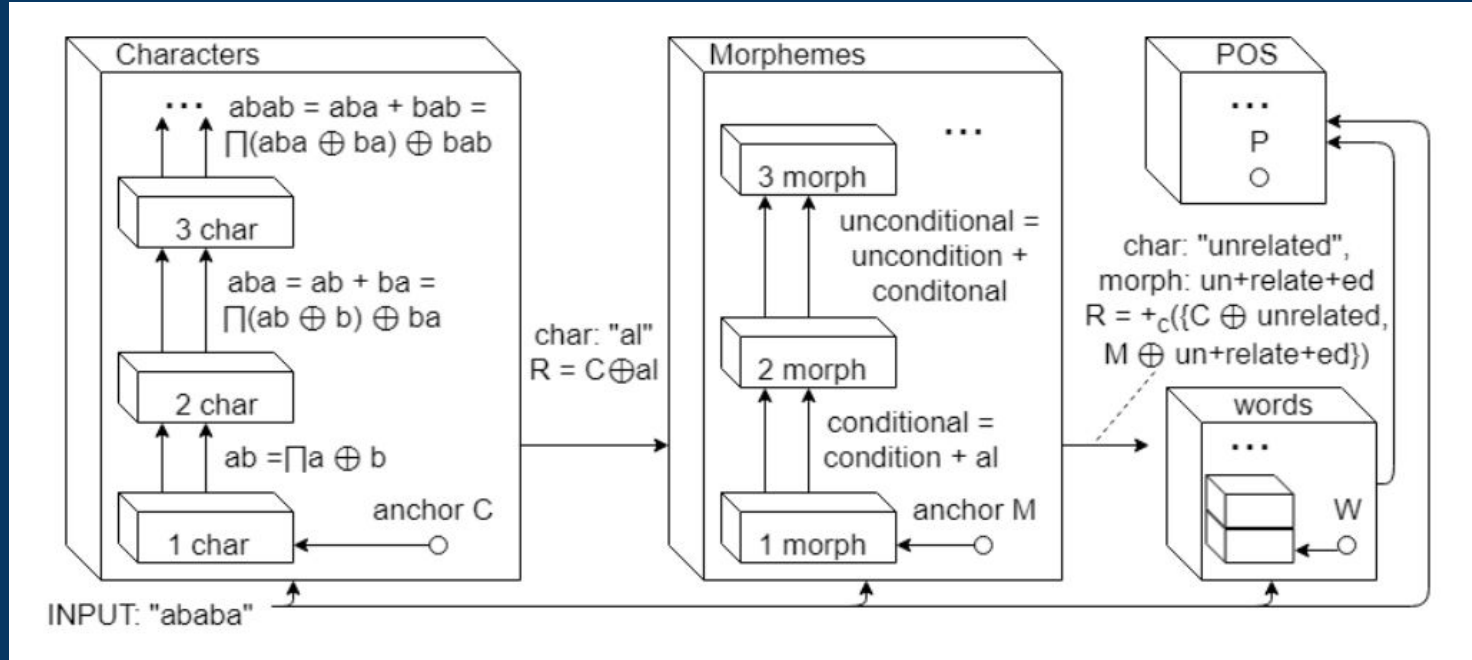 Characters
... abab = aba + bab =
∏(aba ⊕ ba) ⊕ bab
3 char
aba = ab + ba =
∏(ab ⊕ b) ⊕ ba
2 char
ab =∏a ⊕ b
anchor C
1 char
char: "al"
R = C⊕al
Morphemes
...
3 morph
unconditional =
uncondition +
conditonal
2 morph
conditional =
condition + al
anchor M
1 morph
POS
...
P
char: "unrelated",
morph: un+relate+ed
R = +c({C ⊕ unrelated,
M ⊕ un+relate+ed})
words
...
W
INPUT: "ababa"